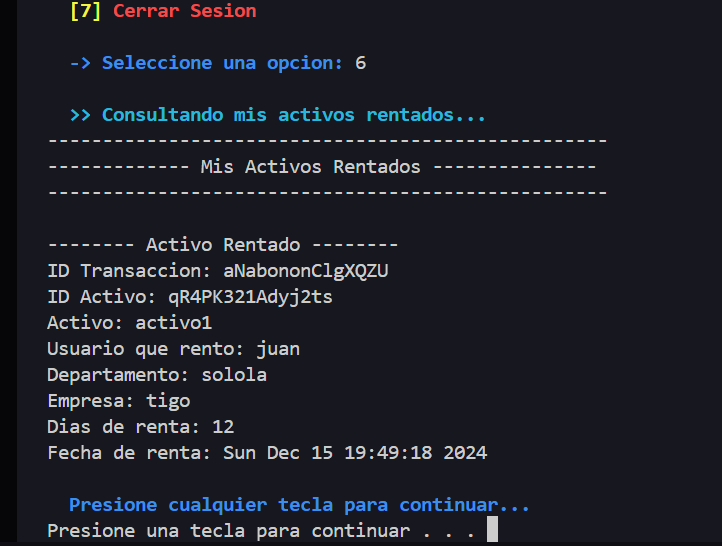 [7] Cerrar Sesion
-> Seleccione una opcion: 6
>> Consultando mis activos rentados...
---------------------------------------------------
------------- Mis Activos Rentados ---------------
---------------------------------------------------
-------- Activo Rentado --------
ID Transaccion: aNabononClgXQZU
ID Activo: qR4PK321Adyj2ts
Activo: activo1
Usuario que rento: juan
Departamento: solola
Empresa: tigo
Dias de renta: 12
Fecha de renta: Sun Dec 15 19:49:18 2024
Presione cualquier tecla para continuar...
Presione una tecla para continuar . . .